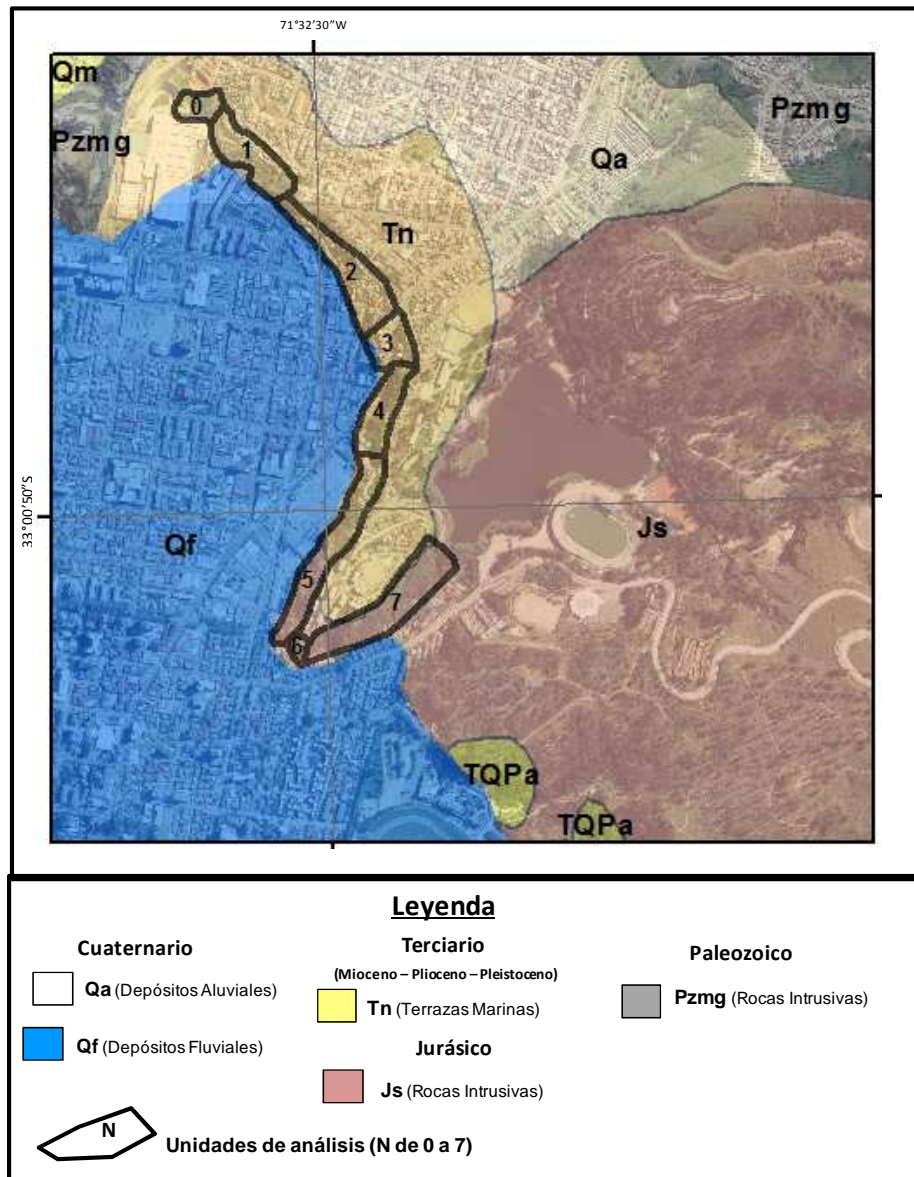 71°32'30"W
Qm
Pzmg
0
1
Qa
Pzmg
Tn
2
3
4
33°00'50"S
Qf
Js
5
7
6
TQPa
TQPa
Leyenda
Cuaternario
Qa (Depósitos Aluviales)
Qf (Depósitos Fluviales)
Terciario
(Mioceno – Plioceno – Pleistoceno)
Tn (Terrazas Marinas)
Jurásico
Js (Rocas Intrusivas)
Paleozoico
Pzmg (Rocas Intrusivas)
N
Unidades de análisis (N de 0 a 7)